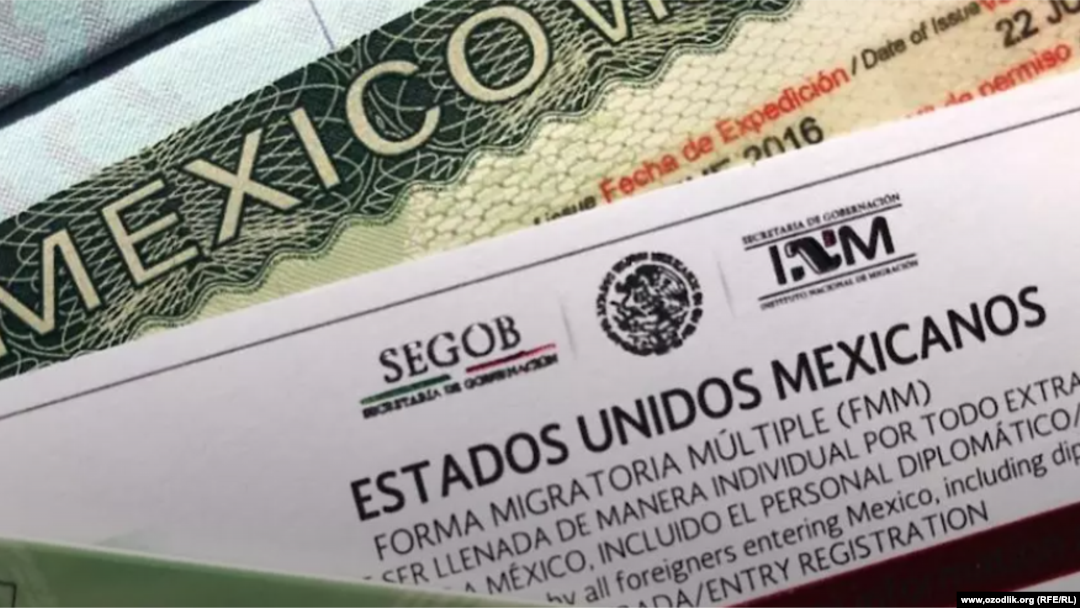 MEXICO
Fecha de Expedición / Date of Issue
22 JU
de permiso
2016
SEGOB
SECRETARÍA DE GOBERNACIÓN
SECRETARÍA DE GOBERNACIÓN
INM
INSTITUTO NACIONAL DE MIGRACIÓN
ESTADOS UNIDOS MEXICANOS
FORMA MIGRATORIA MÚLTIPLE (FMM)
SER LLENADA DE MANERA INDIVIDUAL POR TODO EXTRA
A MÉXICO, INCLUIDO EL PERSONAL DIPLOMÁTICO/
by all foreigners entering Mexico, including dip
ADA/ENTRY REGISTRATION
www.ozodlik.org (RFE/RL)